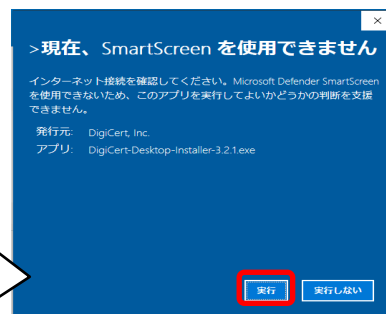 >現在、SmartScreen を使用できません
インターネット接続を確認してください。Microsoft Defender SmartScreen
を使用できないため、このアプリを実行してよいかどうかの判断を支援
できません。
発行元: DigiCert, Inc.
アプリ: DigiCert-Desktop-Installer-3.2.1.exe
実行 実行しない